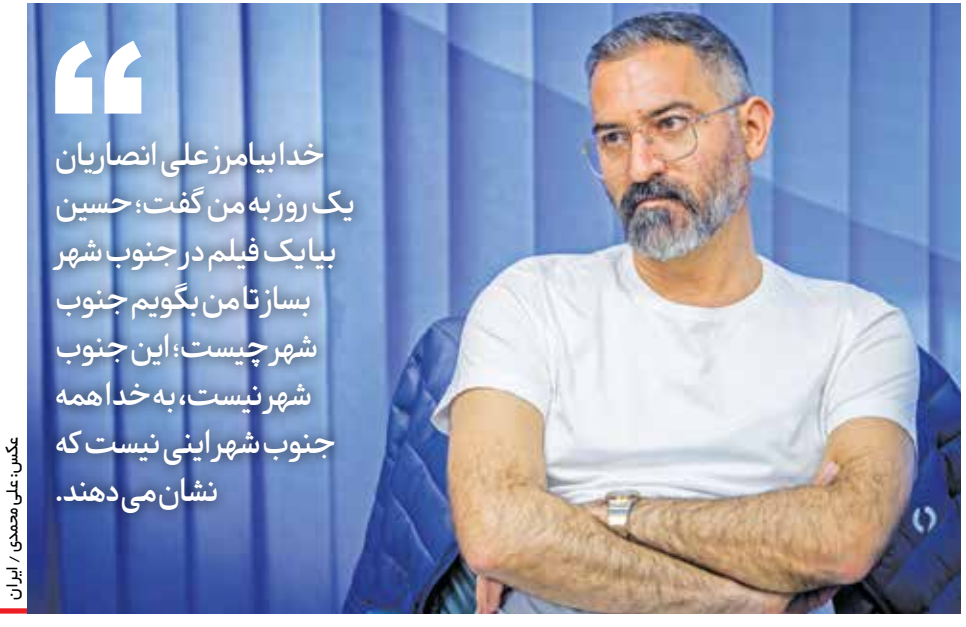 خدابیامرز علی انصاریان
یک روز به من گفت؛ حسین
بیا یک فیلم در جنوب شهر
بساز تا من بگویم جنوب
شهر چیست؛ این جنوب
شهر نیست، به خدا همه
جنوب شهر اینی نیست که
نشان می‌دهند.
عکس: علی محمدی / ایران